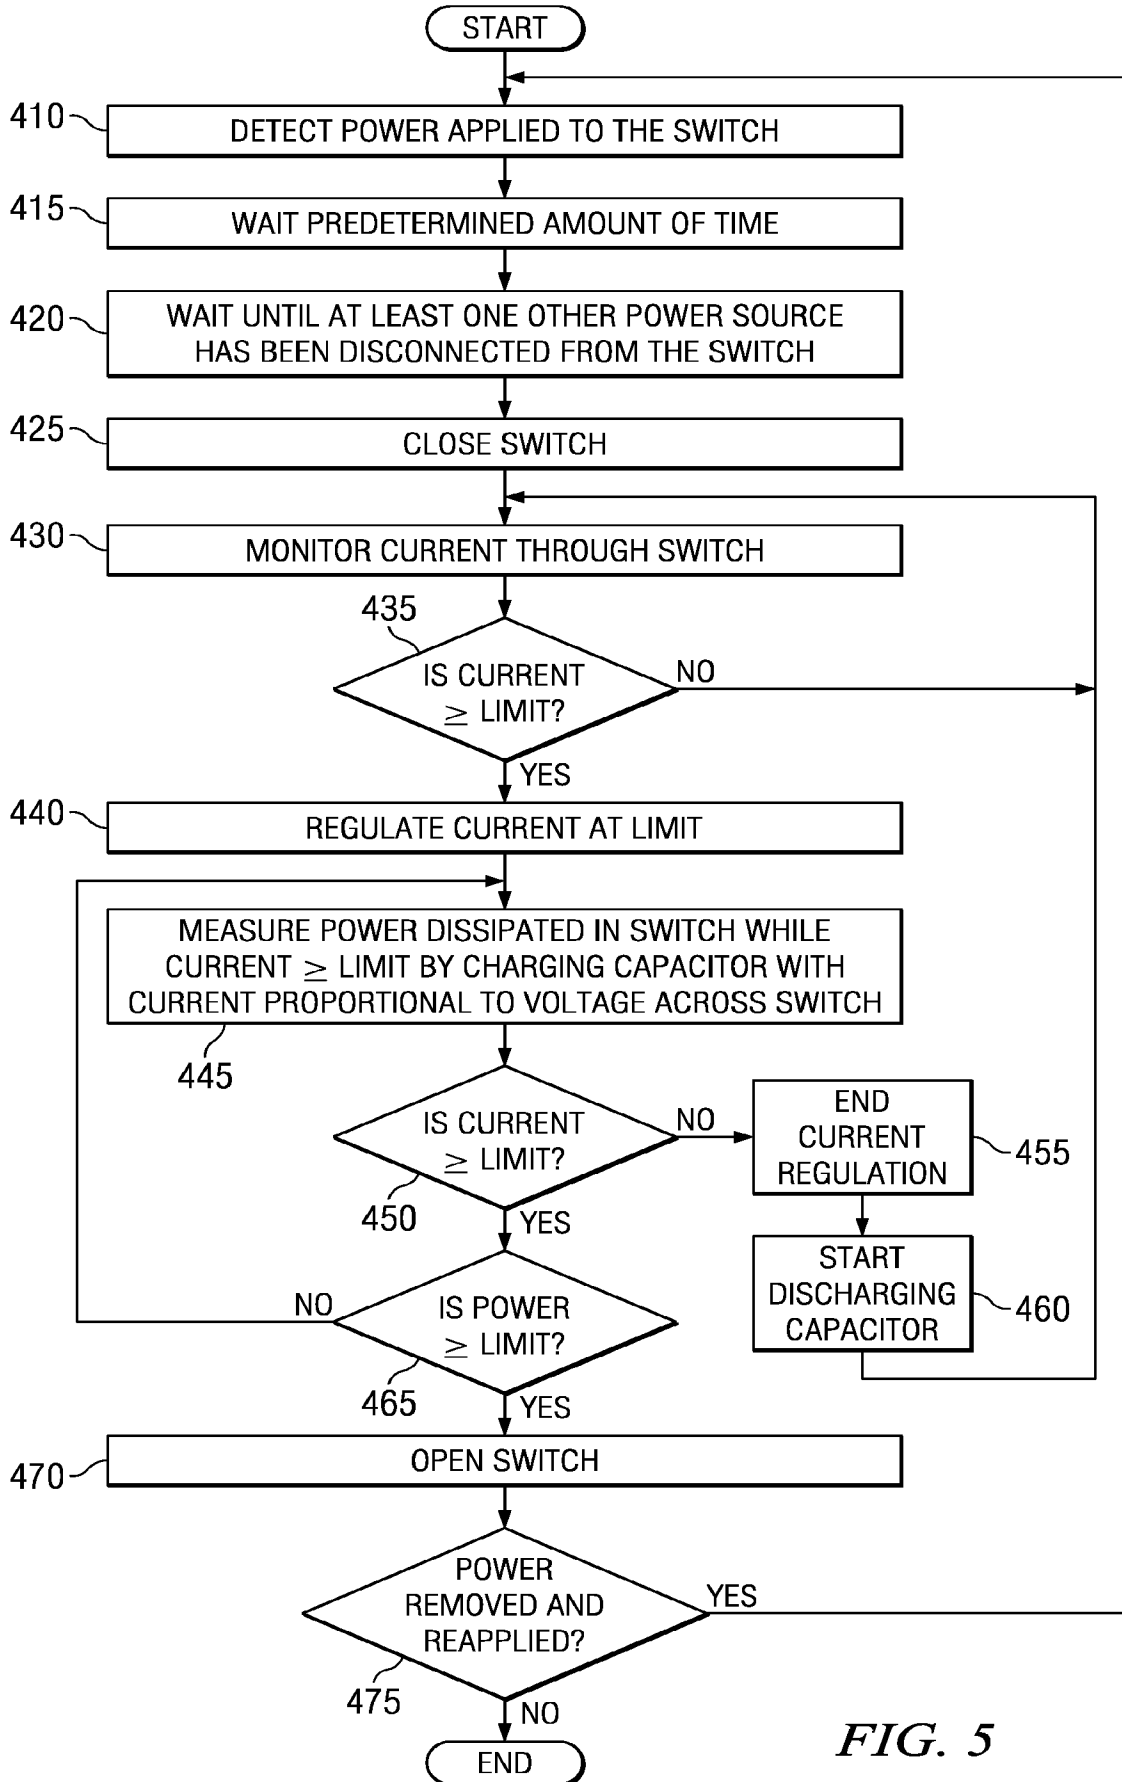 START
410
DETECT POWER APPLIED TO THE SWITCH
415
WAIT PREDETERMINED AMOUNT OF TIME
420
WAIT UNTIL AT LEAST ONE OTHER POWER SOURCE
HAS BEEN DISCONNECTED FROM THE SWITCH
425
CLOSE SWITCH
430
MONITOR CURRENT THROUGH SWITCH
435
IS CURRENT
≥ LIMIT?
NO
YES
440
REGULATE CURRENT AT LIMIT
MEASURE POWER DISSIPATED IN SWITCH WHILE
CURRENT ≥ LIMIT BY CHARGING CAPACITOR WITH
CURRENT PROPORTIONAL TO VOLTAGE ACROSS SWITCH
445
IS CURRENT
≥ LIMIT?
450
NO
YES
END
CURRENT
REGULATION
455
START
DISCHARGING
CAPACITOR
460
IS POWER
≥ LIMIT?
465
NO
YES
470
OPEN SWITCH
POWER
REMOVED AND
REAPPLIED?
475
YES
NO
END
FIG. 5